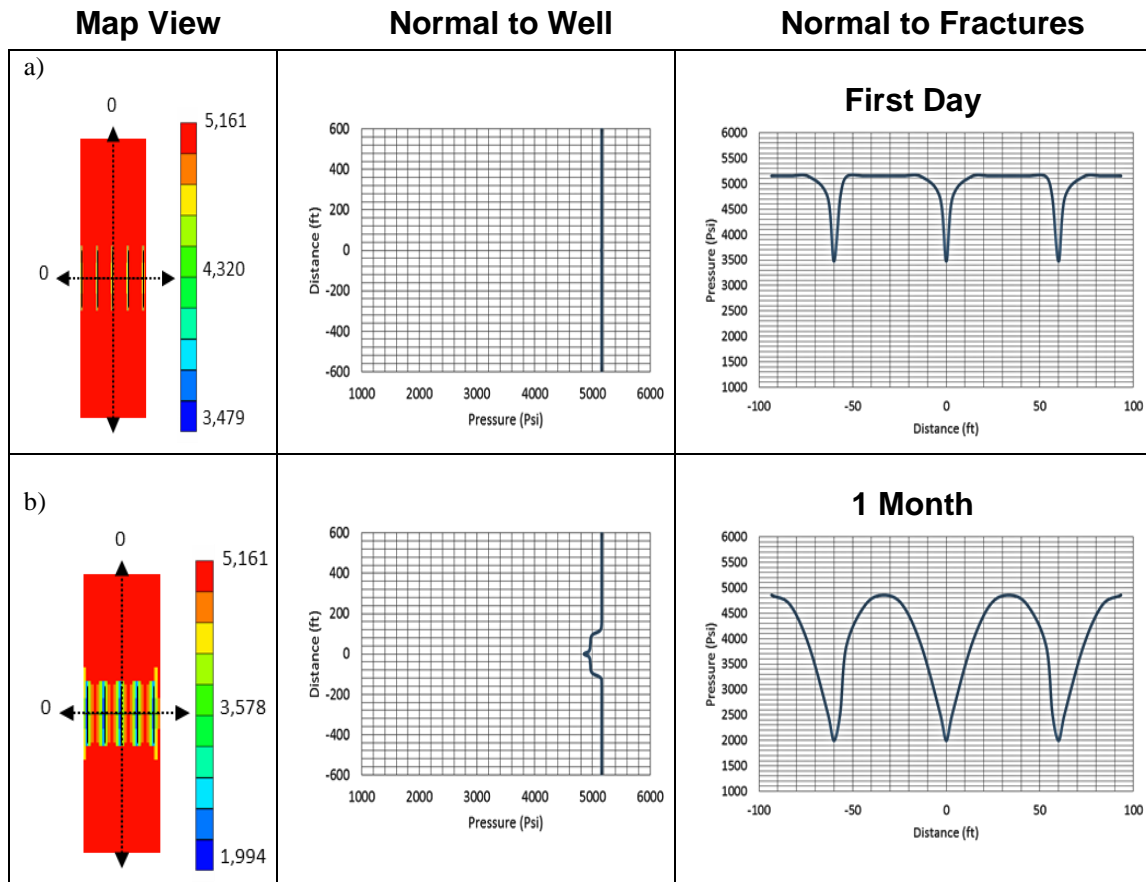 Map View Normal to Well Normal to Fractures
a)
0
0
5,161
4,320
3,479
600
400
200
0
-200
-400
-600
Distance (ft)
1000 2000 3000 4000 5000 6000
Pressure (Psi)
First Day
6000
5500
5000
4500
4000
3500
3000
2500
2000
1500
1000
Pressure (Psi)
-100 -50 0 50 100
Distance (ft)
b)
0
0
5,161
3,578
1,994
600
400
200
0
-200
-400
-600
Distance (ft)
1000 2000 3000 4000 5000 6000
Pressure (Psi)
1 Month
6000
5500
5000
4500
4000
3500
3000
2500
2000
1500
1000
Pressure (Psi)
-100 -50 0 50 100
Distance (ft)